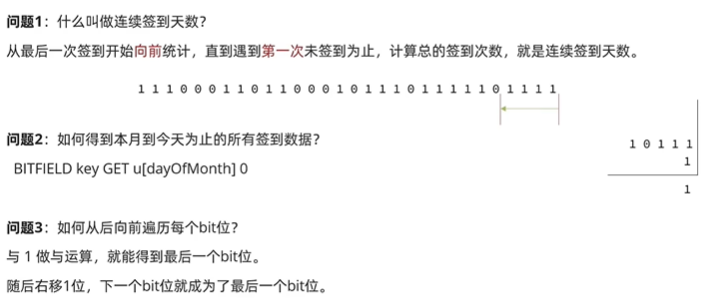 问题1：什么叫做连续签到天数？
从最后一次签到开始向前统计，直到遇到第一次未签到为止，计算总的签到次数，就是连续签到天数。
1 1 1 0 0 0 1 1 0 1 1 0 0 0 1 0 1 1 1 0 1 1 1 1 1 0 1 1 1 1
问题2：如何得到本月到今天为止的所有签到数据？
BITFIELD key GET u[dayOfMonth] 0
1 0 1 1 1
1
1
问题3：如何从后向前遍历每个bit位？
与 1 做与运算，就能得到最后一个bit位。
随后右移1位，下一个bit位就成为了最后一个bit位。